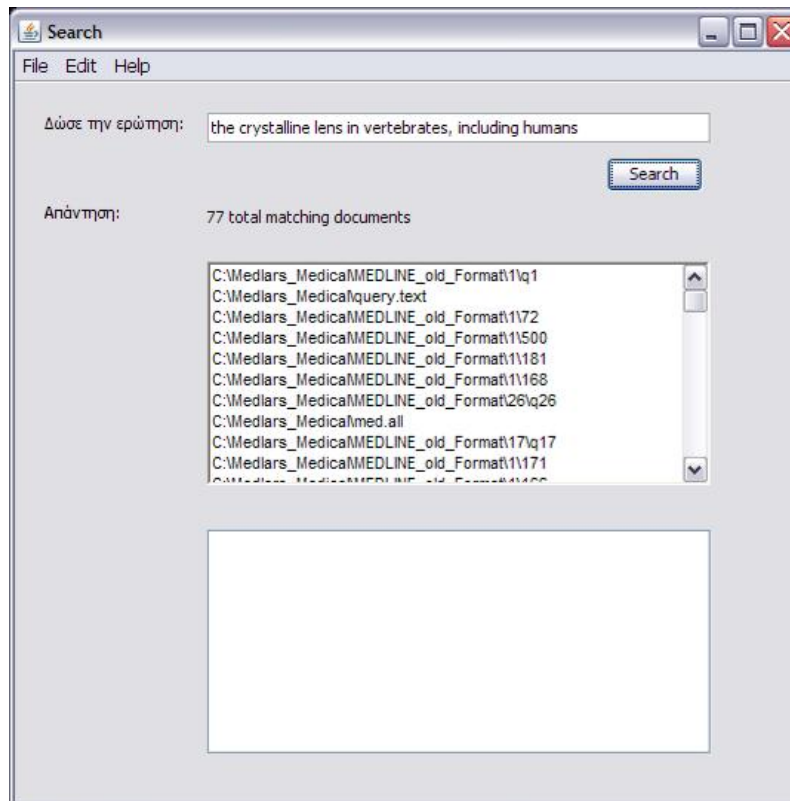 Search
File Edit Help
Δώσε την ερώτηση: the crystalline lens in vertebrates, including humans
Search
Απάντηση: 77 total matching documents
C:\Medlars_Medical\MEDLINE_old_Format\1\q1
C:\Medlars_Medical\query.text
C:\Medlars_Medical\MEDLINE_old_Format\1\72
C:\Medlars_Medical\MEDLINE_old_Format\1\500
C:\Medlars_Medical\MEDLINE_old_Format\1\181
C:\Medlars_Medical\MEDLINE_old_Format\1\168
C:\Medlars_Medical\MEDLINE_old_Format\26\q26
C:\Medlars_Medical\med.all
C:\Medlars_Medical\MEDLINE_old_Format\17\q17
C:\Medlars_Medical\MEDLINE_old_Format\1\171